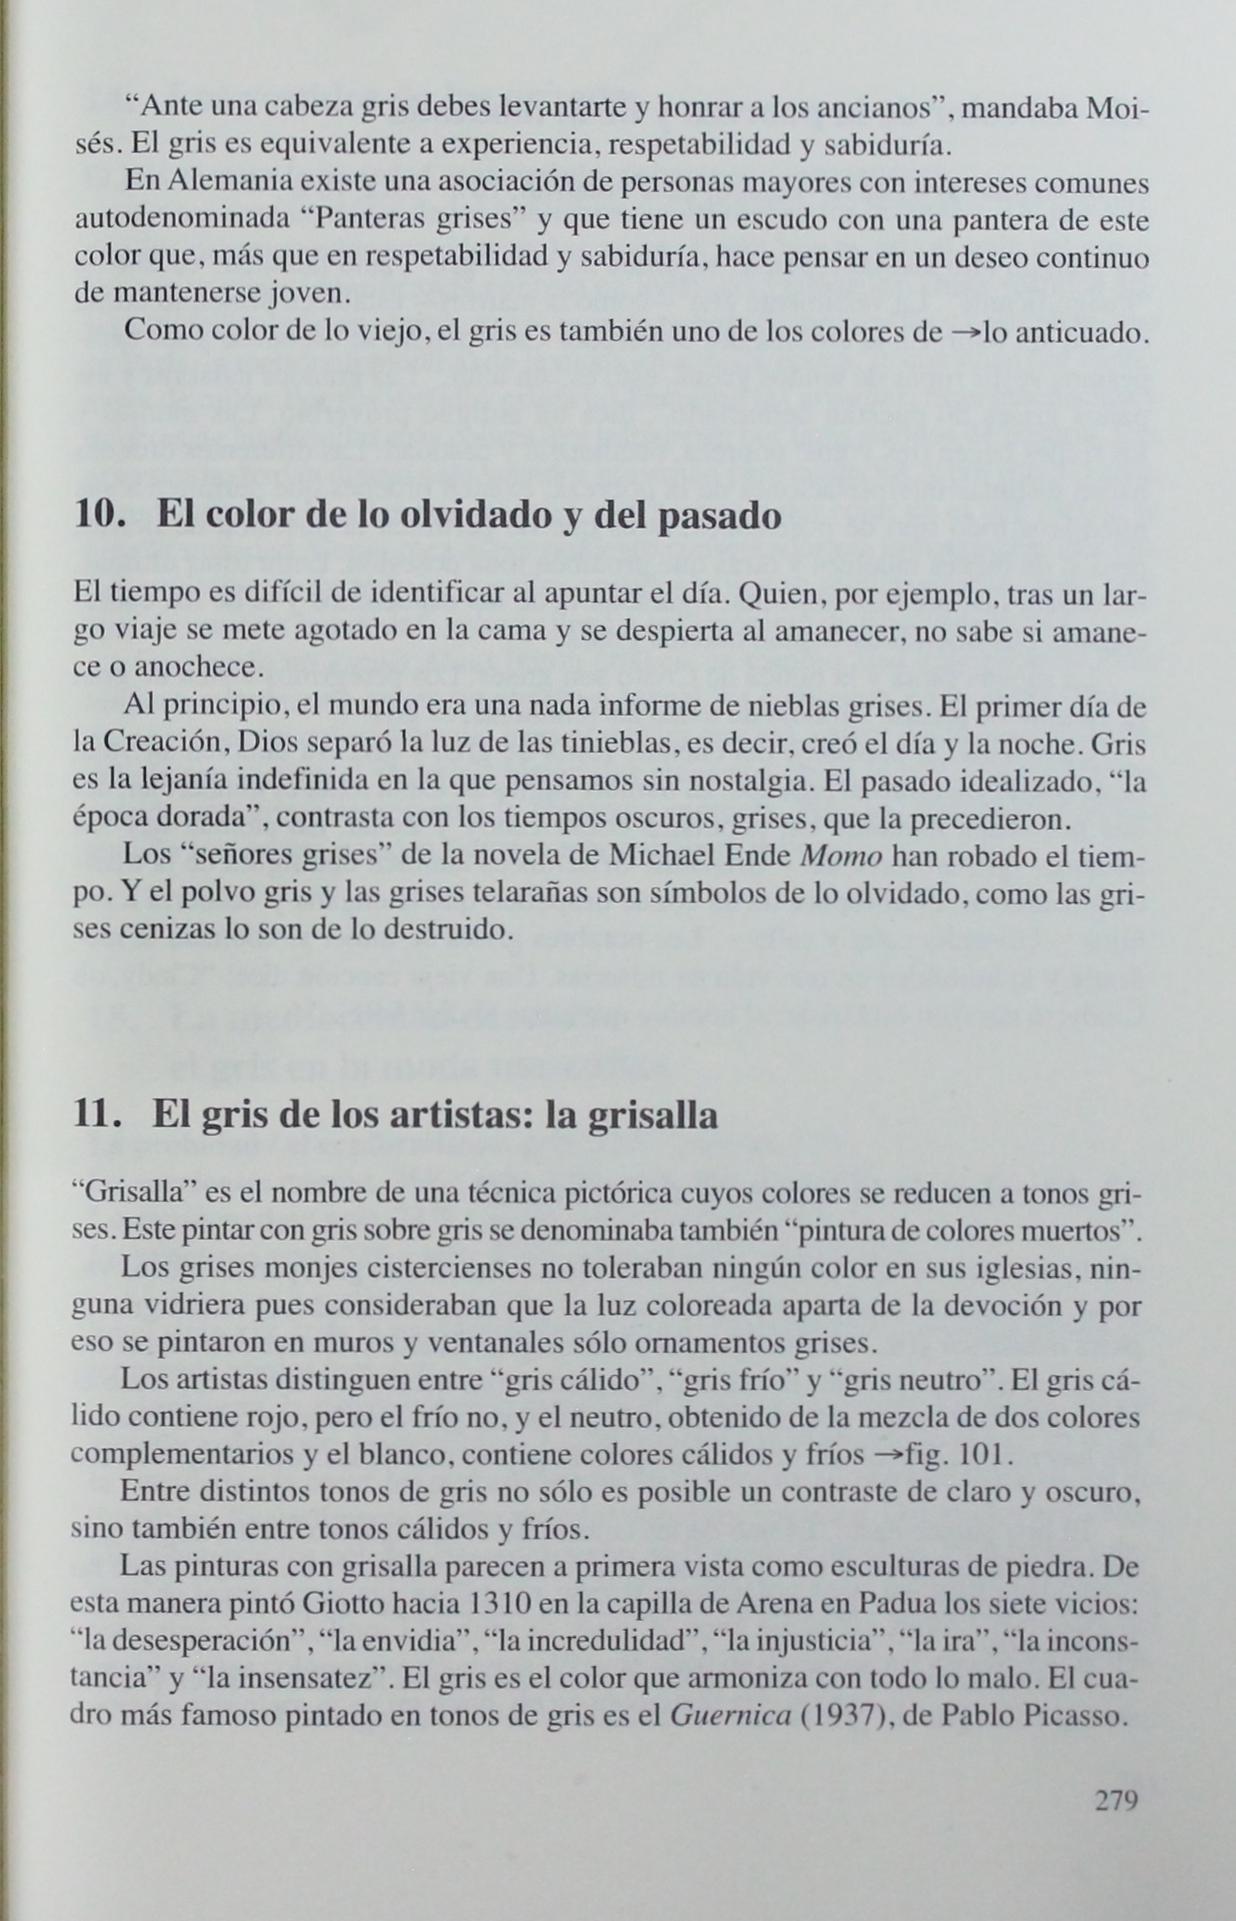 “Ante una cabeza gris debes levantarte y honrar a los ancianos”, mandaba Moi-
sés. El gris es equivalente a experiencia, respetabilidad y sabiduría.
En Alemania existe una asociación de personas mayores con intereses comunes
autodenominada “Panteras grises” y que tiene un escudo con una pantera de este
color que, más que en respetabilidad y sabiduría, hace pensar en un deseo continuo
de mantenerse joven.
Como color de lo viejo, el gris es también uno de los colores de →lo anticuado.
10. El color de lo olvidado y del pasado
El tiempo es difícil de identificar al apuntar el día. Quien, por ejemplo, tras un lar-
go viaje se mete agotado en la cama y se despierta al amanecer, no sabe si amane-
ce o anochece.
Al principio, el mundo era una nada informe de nieblas grises. El primer día de
la Creación, Dios separó la luz de las tinieblas, es decir, creó el día y la noche. Gris
es la lejanía indefinida en la que pensamos sin nostalgia. El pasado idealizado, “la
época dorada”, contrasta con los tiempos oscuros, grises, que la precedieron.
Los “señores grises” de la novela de Michael Ende Momo han robado el tiem-
po. Y el polvo gris y las grises telarañas son símbolos de lo olvidado, como las gri-
ses cenizas lo son de lo destruido.
11. El gris de los artistas: la grisalla
“Grisalla” es el nombre de una técnica pictórica cuyos colores se reducen a tonos gri-
ses. Este pintar con gris sobre gris se denominaba también “pintura de colores muertos”.
Los grises monjes cistercienses no toleraban ningún color en sus iglesias, nin-
guna vidriera pues consideraban que la luz coloreada aparta de la devoción y por
eso se pintaron en muros y ventanales sólo ornamentos grises.
Los artistas distinguen entre “gris cálido”, “gris frío” y “gris neutro”. El gris cá-
lido contiene rojo, pero el frío no, y el neutro, obtenido de la mezcla de dos colores
complementarios y el blanco, contiene colores cálidos y fríos →fig. 101.
Entre distintos tonos de gris no sólo es posible un contraste de claro y oscuro,
sino también entre tonos cálidos y fríos.
Las pinturas con grisalla parecen a primera vista como esculturas de piedra. De
esta manera pintó Giotto hacia 1310 en la capilla de Arena en Padua los siete vicios:
“la desesperación”, “la envidia”, “la incredulidad”, “la injusticia”, “la ira”, “la incons-
tancia” y “la insensatez”. El gris es el color que armoniza con todo lo malo. El cua-
dro más famoso pintado en tonos de gris es el Guernica (1937), de Pablo Picasso.
279